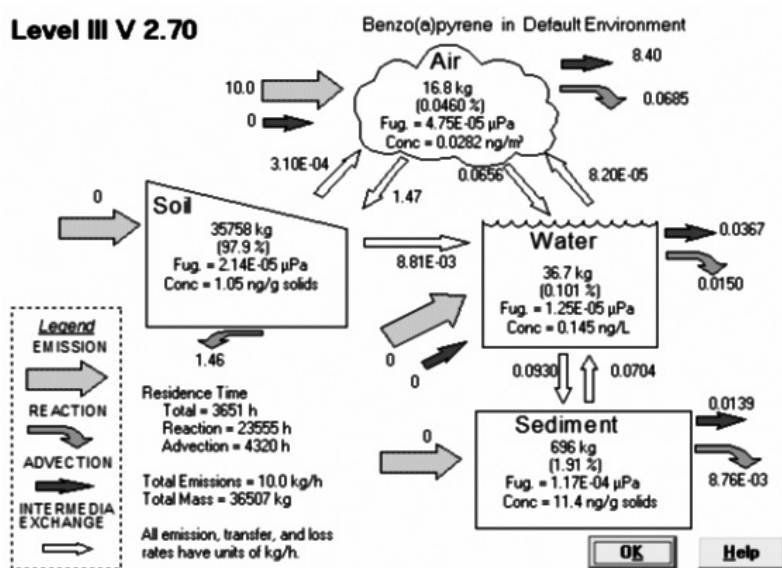 Level III V 2.70
Benzo(a)pyrene in Default Environment
Air
16.8 kg
(0.0460 %)
Fug. = 4.75E-05 µPa
Conc = 0.0282 ng/m³
10.0
0
8.40
0.0685
3.10E-04
1.47
0.0656
8.20E-05
0
Soil
35758 kg
(97.9 %)
Fug. = 2.14E-05 µPa
Conc = 1.05 ng/g solids
1.46
8.81E-03
Water
36.7 kg
(0.101 %)
Fug. = 1.25E-05 µPa
Conc = 0.145 ng/L
0.0367
0.0150
0
0
0.0930
0.0704
Legend
EMISSION
REACTION
ADVECTION
INTERMEDIA
EXCHANGE
Residence Time
Total = 3651 h
Reaction = 23555 h
Advection = 4320 h
Total Emissions = 10.0 kg/h
Total Mass = 36507 kg
All emission, transfer, and loss
rates have units of kg/h.
0
Sediment
696 kg
(1.91 %)
Fug. = 1.17E-04 µPa
Conc = 11.4 ng/g solids
0.0139
8.76E-03
OK
Help